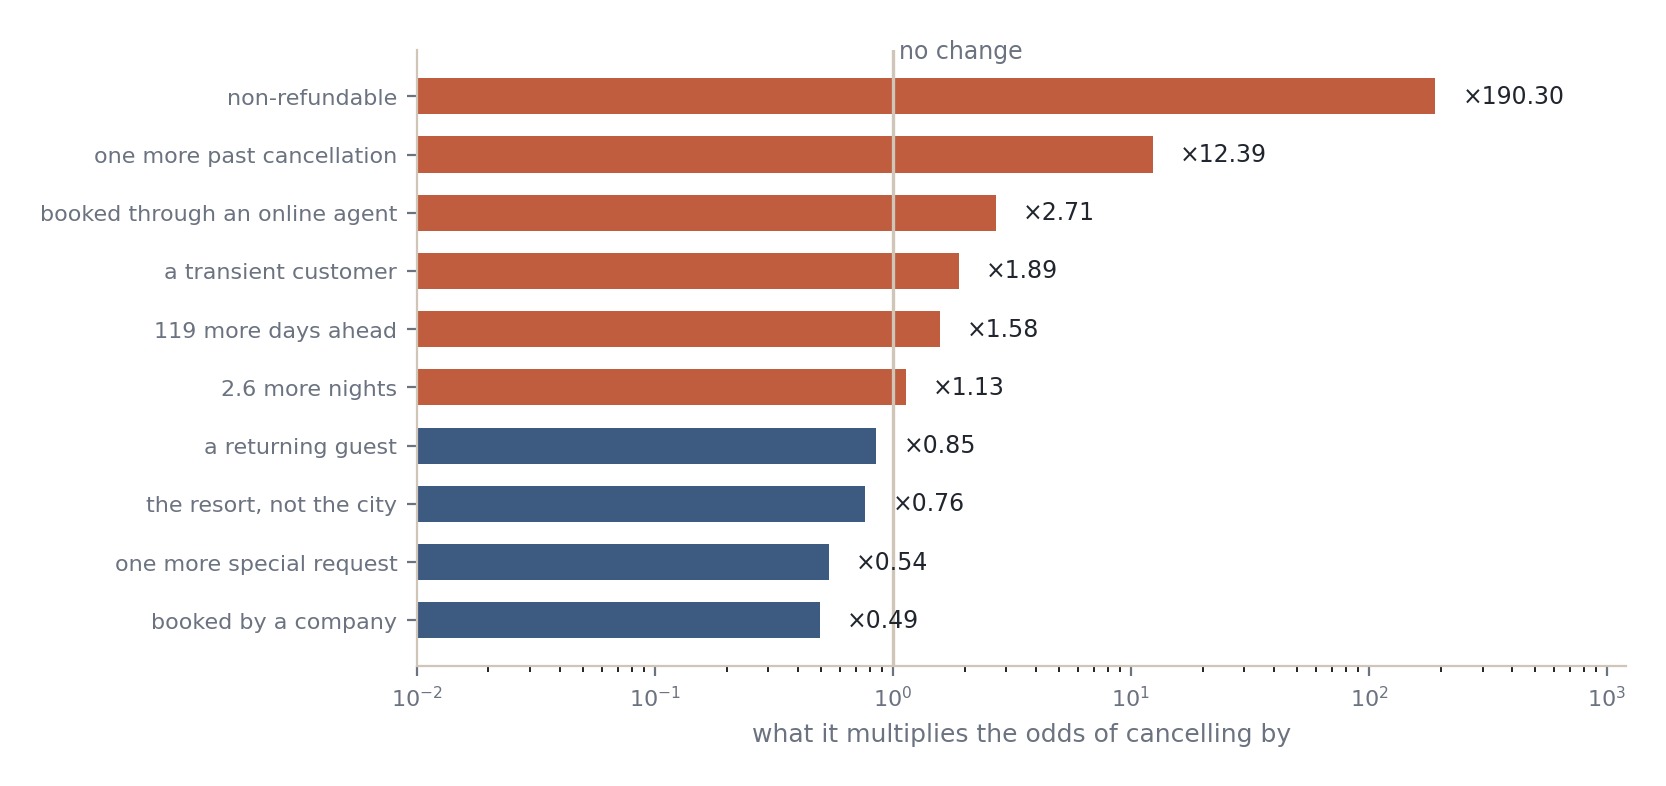 no change
non-refundable ×190.30
one more past cancellation ×12.39
booked through an online agent ×2.71
a transient customer ×1.89
119 more days ahead ×1.58
2.6 more nights ×1.13
a returning guest ×0.85
the resort, not the city ×0.76
one more special request ×0.54
booked by a company ×0.49
10⁻² 10⁻¹ 10⁰ 10¹ 10² 10³
what it multiplies the odds of cancelling by